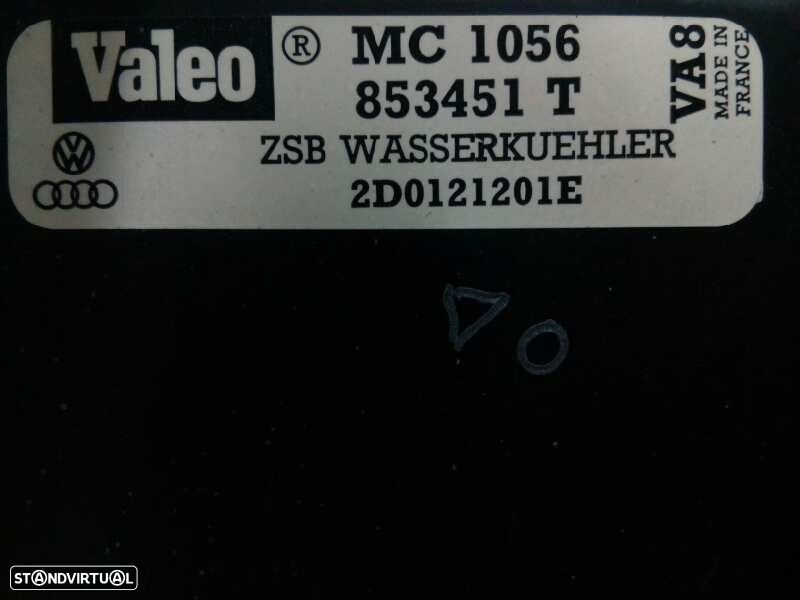 Valeo ® MC 1056
853451 T
VA8
MADE IN
FRANCE
ZSB WASSERKUEHLER
2D0121201E
STANDVIRTUAL